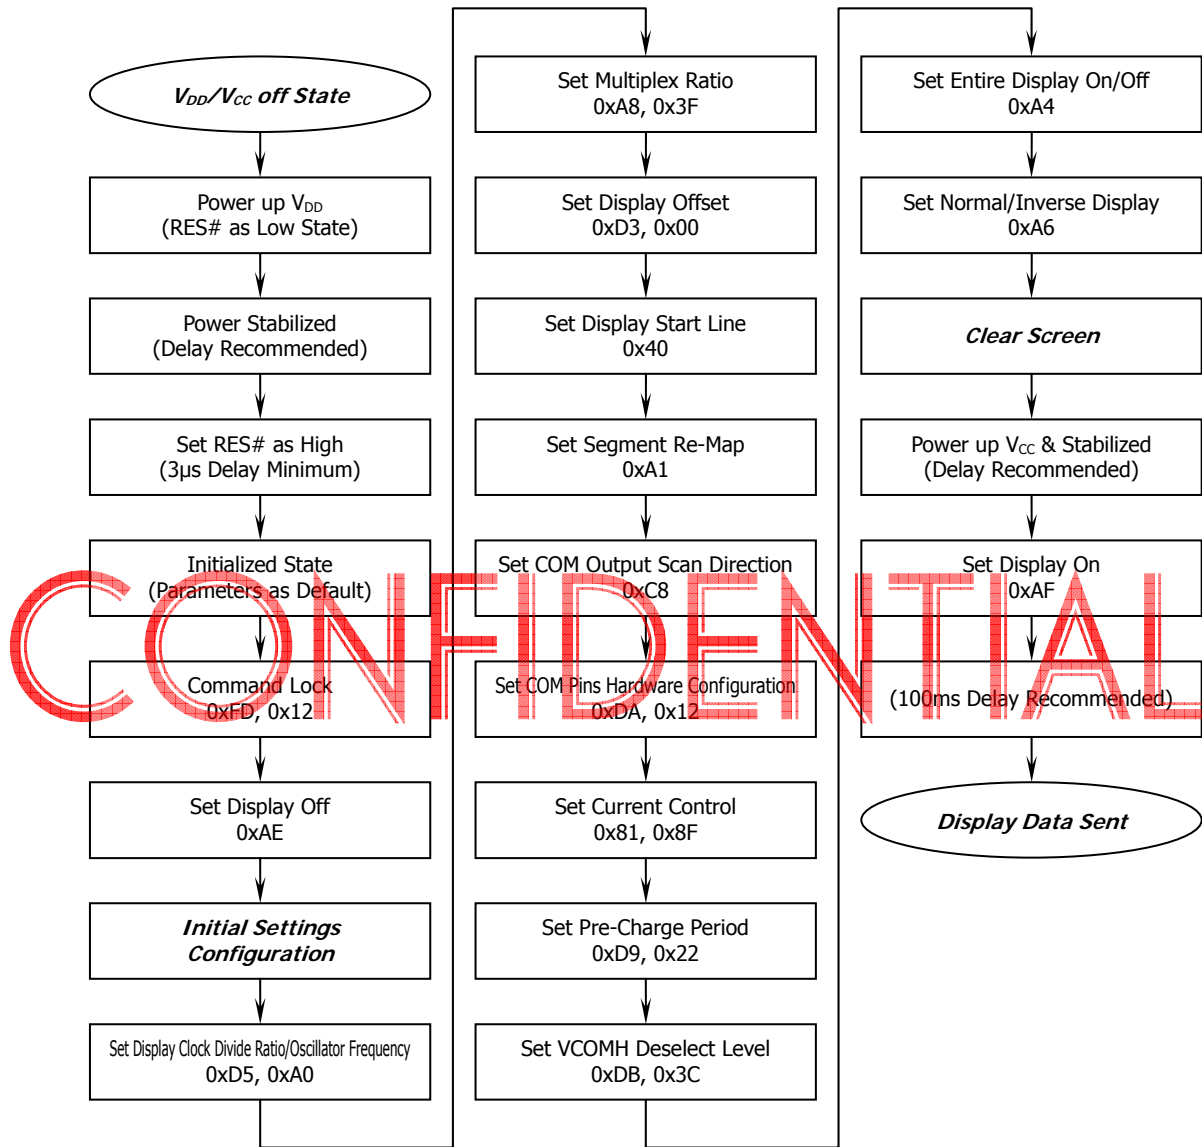 VDD/VCC off State
Power up VDD
(RES# as Low State)
Power Stabilized
(Delay Recommended)
Set RES# as High
(3µs Delay Minimum)
Initialized State
(Parameters as Default)
Command Lock
0xFD, 0x12
Set Display Off
0xAE
Initial Settings
Configuration
Set Display Clock Divide Ratio/Oscillator Frequency
0xD5, 0xA0
Set Multiplex Ratio
0xA8, 0x3F
Set Display Offset
0xD3, 0x00
Set Display Start Line
0x40
Set Segment Re-Map
0xA1
Set COM Output Scan Direction
0xC8
Set COM Pins Hardware Configuration
0xDA, 0x12
Set Current Control
0x81, 0x8F
Set Pre-Charge Period
0xD9, 0x22
Set VCOMH Deselect Level
0xDB, 0x3C
Set Entire Display On/Off
0xA4
Set Normal/Inverse Display
0xA6
Clear Screen
Power up VCC & Stabilized
(Delay Recommended)
Set Display On
0xAF
(100ms Delay Recommended)
Display Data Sent
CONFIDENTIAL